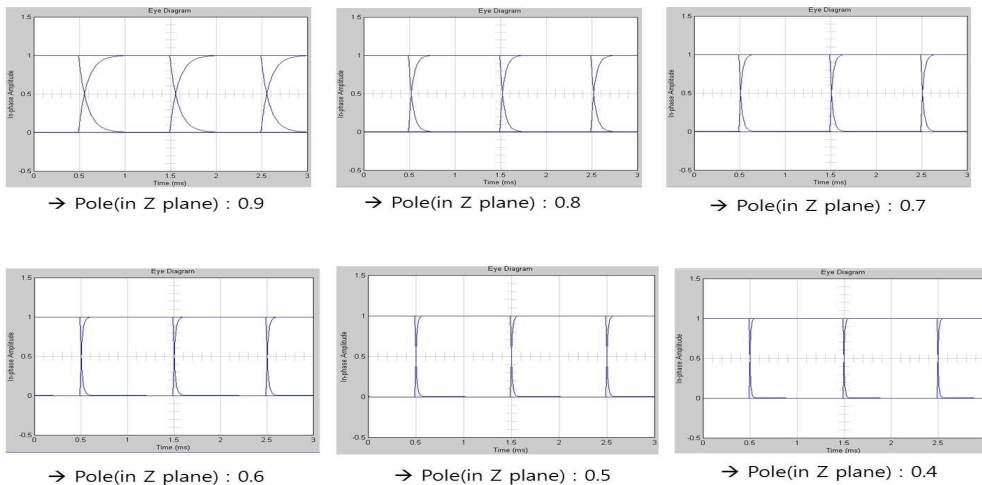 Eye Diagram
1.5
1
0.5
0
-0.5
In-phase Amplitude
0 0.5 1 1.5 2 2.5 3
Time (ms)
→ Pole(in Z plane) : 0.9
Eye Diagram
1.5
1
0.5
0
-0.5
In-phase Amplitude
0 0.5 1 1.5 2 2.5 3
Time (ms)
→ Pole(in Z plane) : 0.8
Eye Diagram
1.5
1
0.5
0
-0.5
In-phase Amplitude
0 0.5 1 1.5 2 2.5 3
Time (ms)
→ Pole(in Z plane) : 0.7
Eye Diagram
1.5
1
0.5
0
-0.5
In-phase Amplitude
0 0.5 1 1.5 2 2.5 3
Time (ms)
→ Pole(in Z plane) : 0.6
Eye Diagram
1.5
1
0.5
0
-0.5
In-phase Amplitude
0 0.5 1 1.5 2 2.5 3
Time (ms)
→ Pole(in Z plane) : 0.5
Eye Diagram
1.5
1
0.5
0
-0.5
In-phase Amplitude
0 0.5 1 1.5 2 2.5
Time (ms)
→ Pole(in Z plane) : 0.4